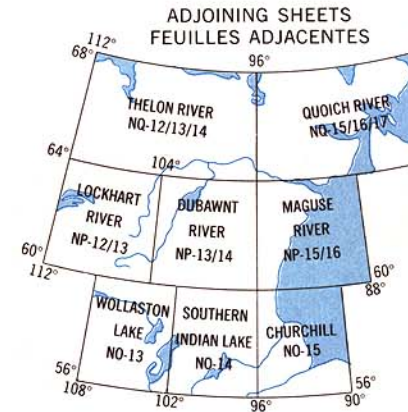 ADJOINING SHEETS
FEUILLES ADJACENTES
112°
68°
96°
THELON RIVER
NQ-12/13/14
QUOICH RIVER
NQ-15/16/17
64°
104°
LOCKHART
RIVER
NP-12/13
DUBAWNT
RIVER
NP-13/14
MAGUSE
RIVER
NP-15/16
60°
112°
60°
88°
WOLLASTON
LAKE
NO-13
SOUTHERN
INDIAN LAKE
NO-14
CHURCHILL
NO-15
56°
108°
102°
96°
56°
90°